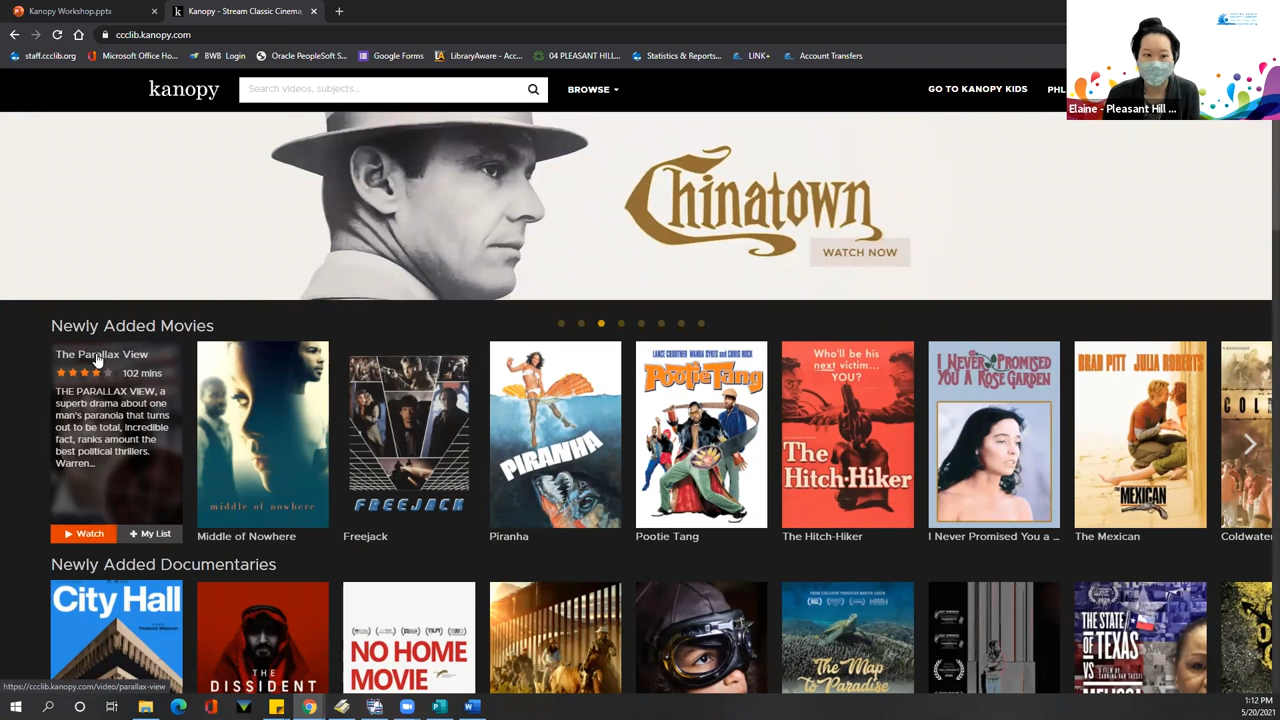 Kanopy Workshop.pptx
Kanopy - Stream Classic Cinema,
ccclib.kanopy.com
staff.ccclib.org
Microsoft Office Ho...
BWB Login
Oracle PeopleSoft S...
Google Forms
LibraryAware - Acc...
04 PLEASANT HILL...
Statistics & Reports...
LINK+
Account Transfers
Elaine - Pleasant Hill ...
kanopy
Search videos, subjects...
BROWSE
GO TO KANOPY KIDS
Chinatown
WATCH NOW
Newly Added Movies
The Parallax View
102 mins
THE PARALLAX VIEW, a
superb drama about one
man's paranoia that turns
out to be total, incredible
fact, ranks amount the
best political thrillers.
Warren...
Watch
My List
middle of nowhere
Middle of Nowhere
FREEJACK
Freejack
PIRANHA
Piranha
LANCE CROUTHER WANDA SYKES AND CHRIS ROCK
Pootie Tang
Pootie Tang
Who'll be his
next victim...
YOU?
The
Hitch-Hiker
The Hitch-Hiker
I NEVER PROMISED
YOU A ROSE GARDEN
I Never Promised You a ...
BRAD PITT JULIA ROBERTS
THE MEXICAN
The Mexican
Newly Added Documentaries
City Hall
THE
DISSIDENT
NO HOME
MOVIE
The Map
To Paradise
THE STATE
OF TEXAS
VS
https://ccclib.kanopy.com/video/parallax-view
1:12 PM
5/20/2021